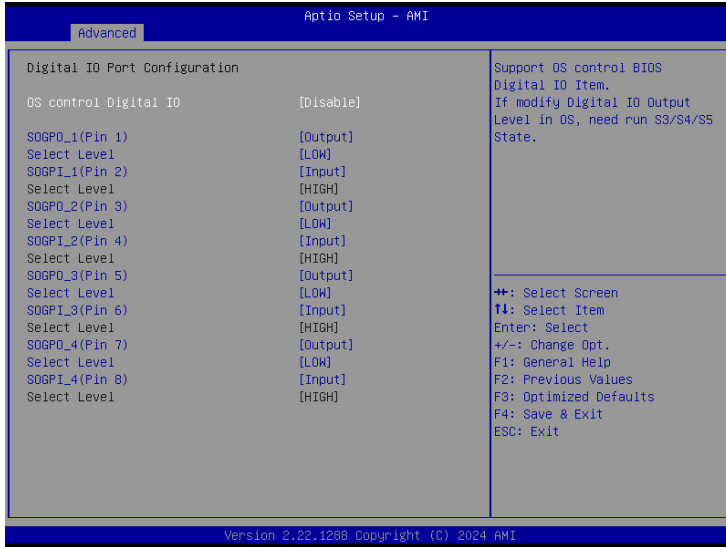 Aptio Setup – AMI
Advanced
Digital IO Port Configuration
OS control Digital IO [Disable]
SOGPO_1(Pin 1) [Output]
Select Level [LOW]
SOGPI_1(Pin 2) [Input]
Select Level [HIGH]
SOGPO_2(Pin 3) [Output]
Select Level [LOW]
SOGPI_2(Pin 4) [Input]
Select Level [HIGH]
SOGPO_3(Pin 5) [Output]
Select Level [LOW]
SOGPI_3(Pin 6) [Input]
Select Level [HIGH]
SOGPO_4(Pin 7) [Output]
Select Level [LOW]
SOGPI_4(Pin 8) [Input]
Select Level [HIGH]
Support OS control BIOS
Digital IO Item.
If modify Digital IO Output
Level in OS, need run S3/S4/S5
State.
→←: Select Screen
↑↓: Select Item
Enter: Select
+/-: Change Opt.
F1: General Help
F2: Previous Values
F3: Optimized Defaults
F4: Save & Exit
ESC: Exit
Version 2.22.1288 Copyright (C) 2024 AMI